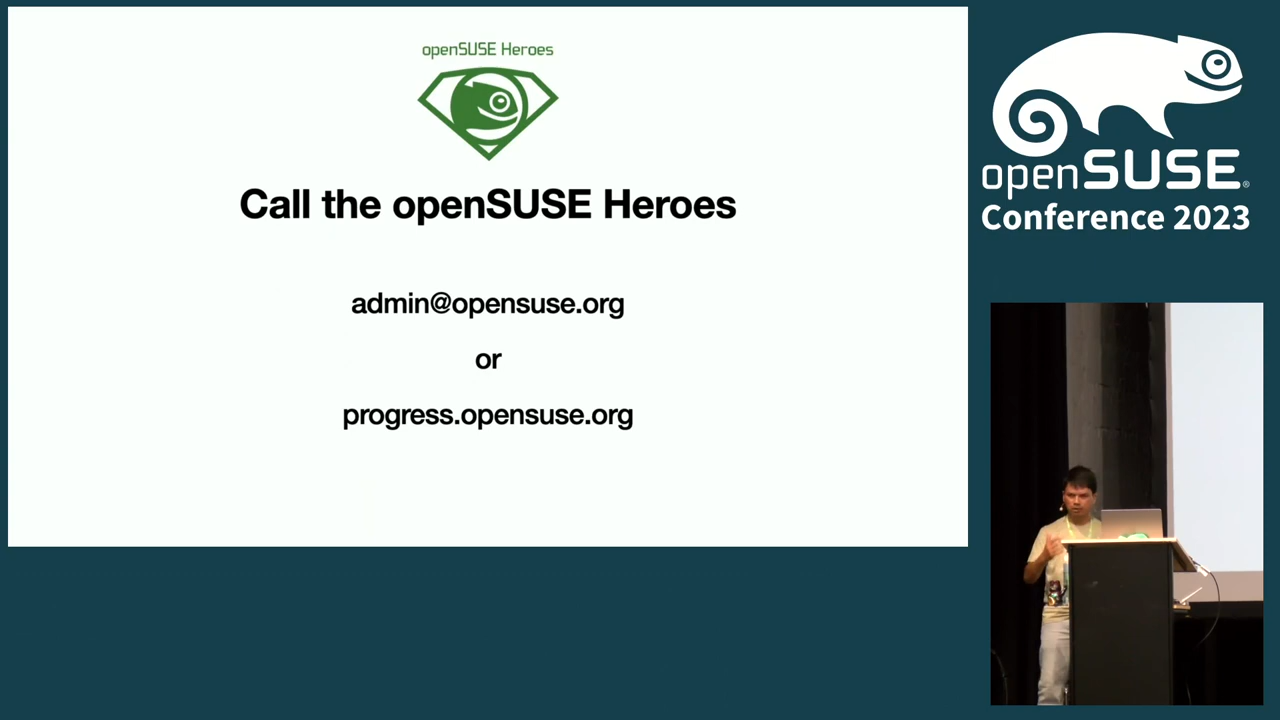 openSUSE Heroes
Call the openSUSE Heroes
admin@opensuse.org
or
progress.opensuse.org
openSUSE®
Conference 2023